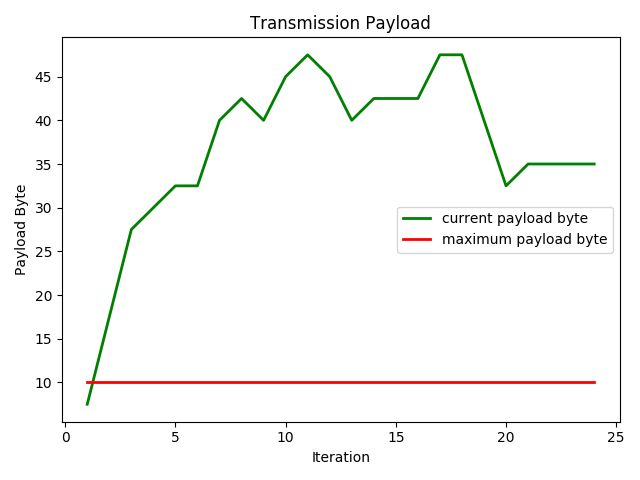 Transmission Payload
Payload Byte
45
40
35
30
25
20
15
10
current payload byte
maximum payload byte
0
5
10
15
20
25
Iteration